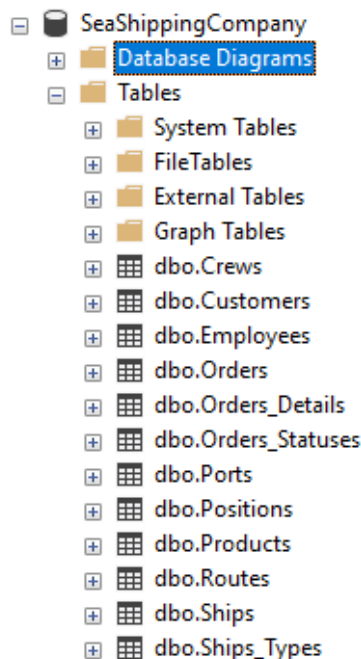 SeaShippingCompany
Database Diagrams
Tables
System Tables
FileTables
External Tables
Graph Tables
dbo.Crews
dbo.Customers
dbo.Employees
dbo.Orders
dbo.Orders_Details
dbo.Orders_Statuses
dbo.Ports
dbo.Positions
dbo.Products
dbo.Routes
dbo.Ships
dbo.Ships_Types